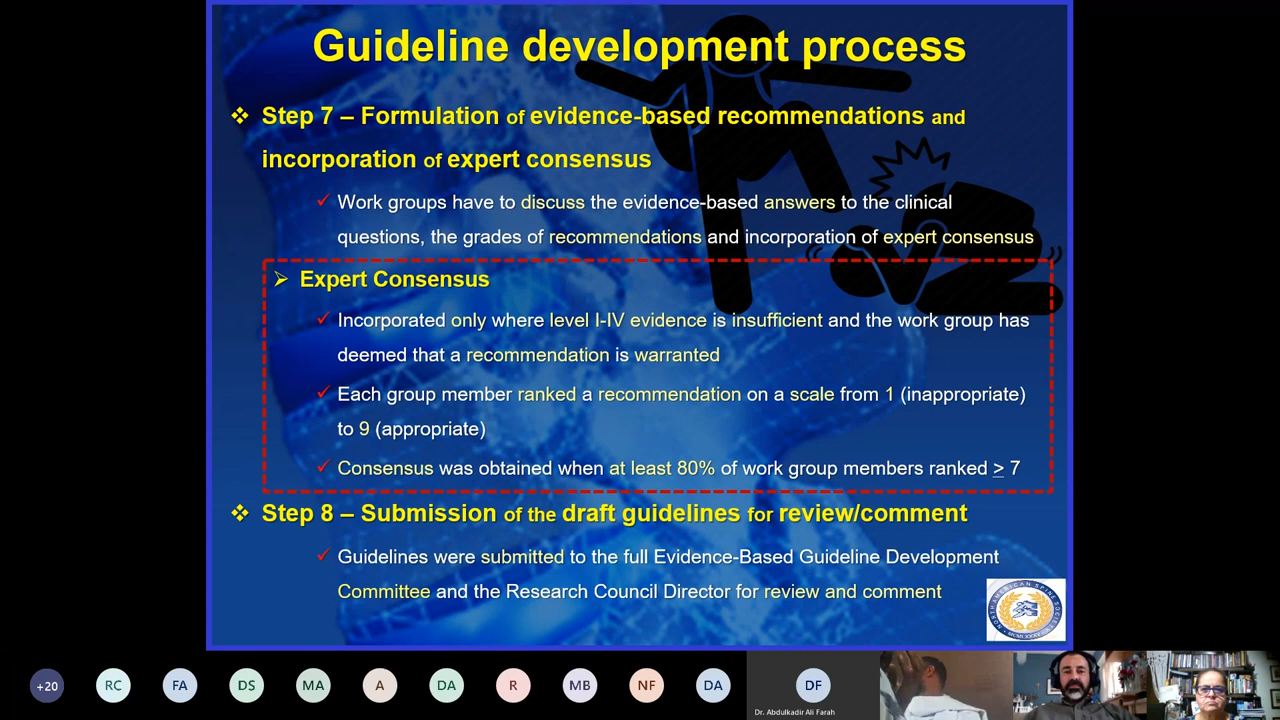 Guideline development process
Step 7 – Formulation of evidence-based recommendations and
incorporation of expert consensus
Work groups have to discuss the evidence-based answers to the clinical
questions, the grades of recommendations and incorporation of expert consensus
Expert Consensus
Incorporated only where level I-IV evidence is insufficient and the work group has
deemed that a recommendation is warranted
Each group member ranked a recommendation on a scale from 1 (inappropriate)
to 9 (appropriate)
Consensus was obtained when at least 80% of work group members ranked > 7
Step 8 – Submission of the draft guidelines for review/comment
Guidelines were submitted to the full Evidence-Based Guideline Development
Committee and the Research Council Director for review and comment
NORTH AMERICAN SPINE SOCIETY
+20 RC FA DS MA A DA R MB NF DA DF
Dr. Abdulkadir Ali Farah